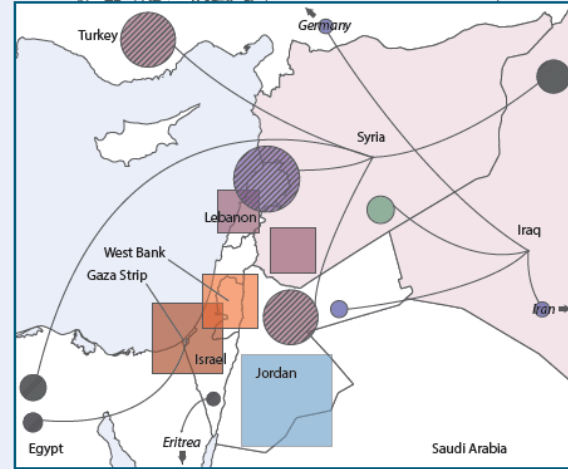 Germany
Turkey
Syria
Lebanon
Iraq
West Bank
Gaza Strip
Iran
Israel
Jordan
Eritrea
Egypt
Saudi Arabia